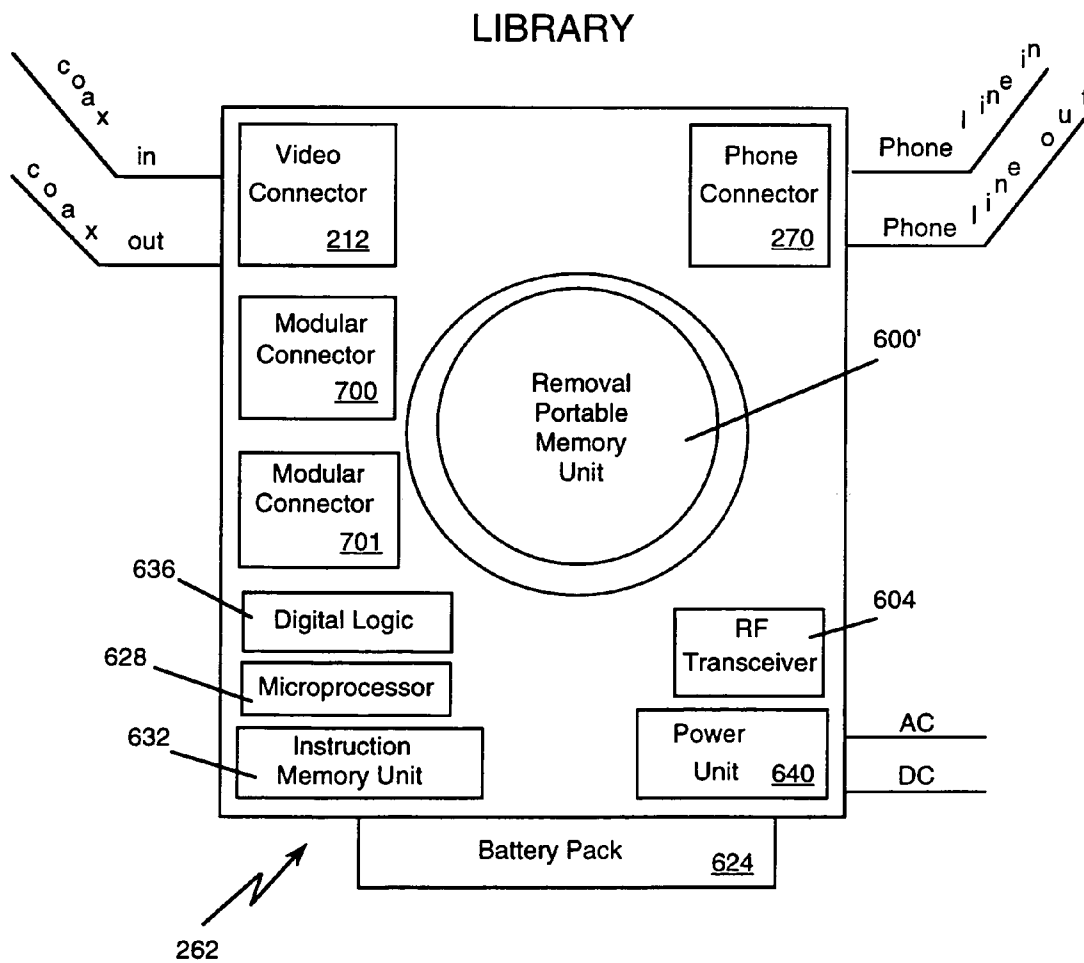 LIBRARY
coax in
coax out
Phone line in
Phone line out
Video
Connector
212
Phone
Connector
270
Modular
Connector
700
600'
Removal
Portable
Memory
Unit
Modular
Connector
701
636
Digital Logic
604
RF
Transceiver
628
Microprocessor
632
Instruction
Memory Unit
Power
Unit
640
AC
DC
Battery Pack
624
262